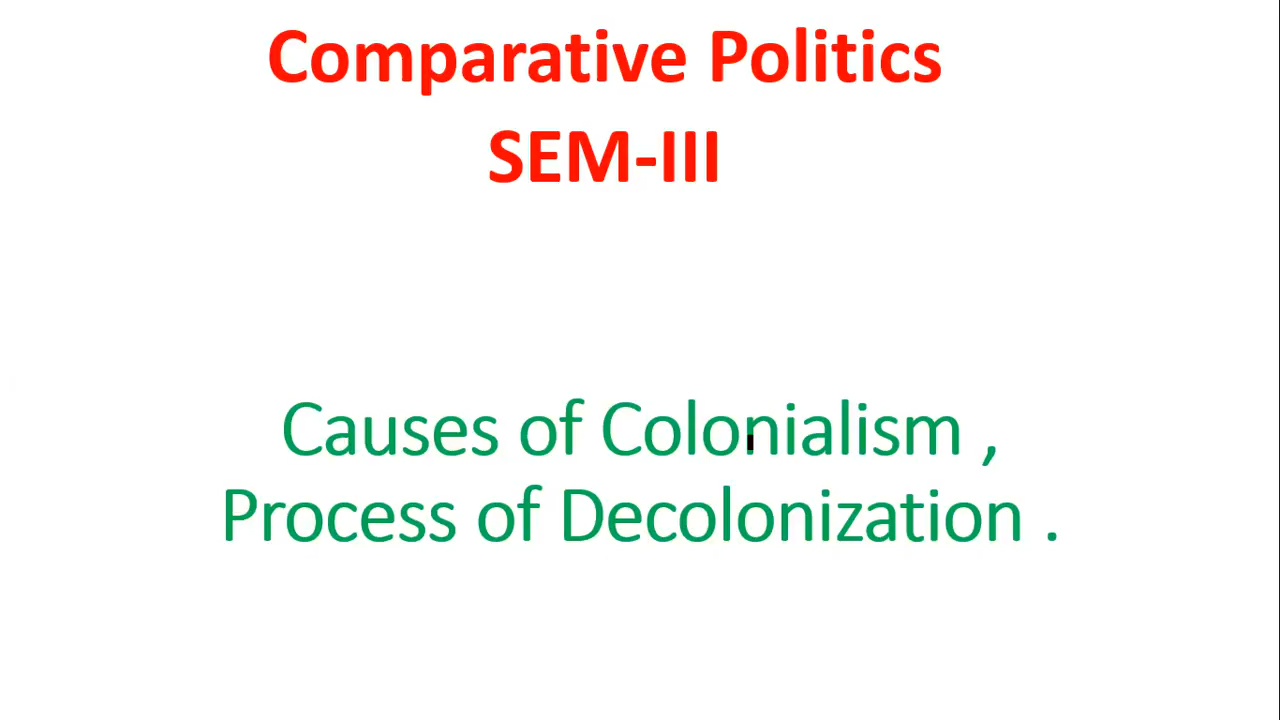 Comparative Politics
SEM-III
Causes of Colonialism ,
Process of Decolonization .